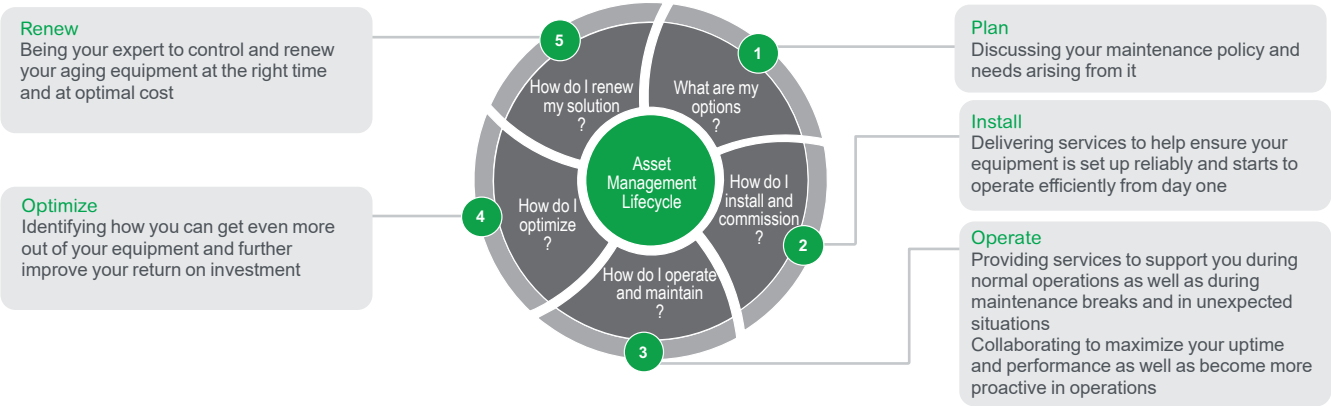 Renew
Being your expert to control and renew
your aging equipment at the right time
and at optimal cost
Optimize
Identifying how you can get even more
out of your equipment and further
improve your return on investment
5
How do I renew
my solution
?
1
What are my
options
?
Asset
Management
Lifecycle
4
How do I
optimize
?
How do I
install and
commission
?
2
How do I operate
and maintain
?
3
Plan
Discussing your maintenance policy and
needs arising from it
Install
Delivering services to help ensure your
equipment is set up reliably and starts to
operate efficiently from day one
Operate
Providing services to support you during
normal operations as well as during
maintenance breaks and in unexpected
situations
Collaborating to maximize your uptime
and performance as well as become more
proactive in operations